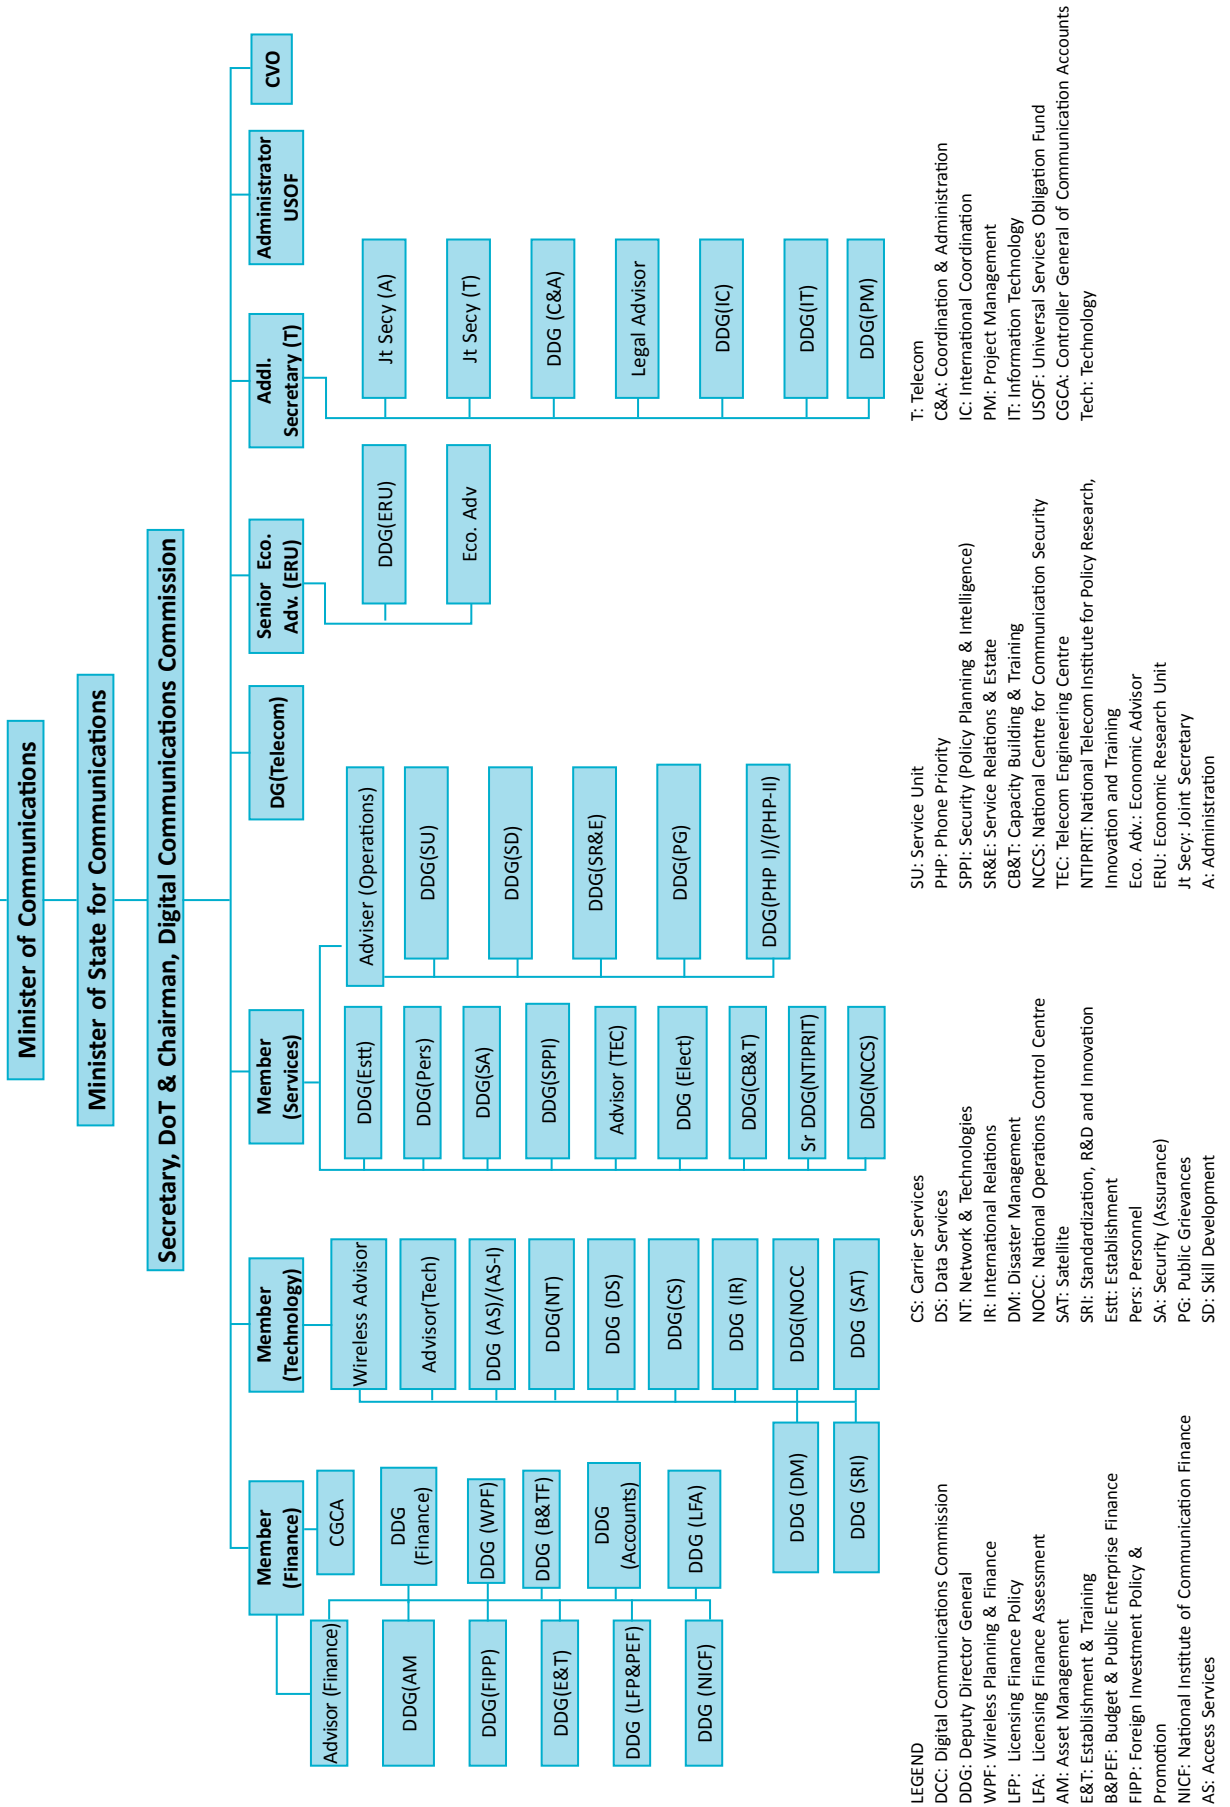 Minister of Communications
Minister of State for Communications
Secretary, DoT & Chairman, Digital Communications Commission
Member
(Finance)
Member
(Technology)
Member
(Services)
DG(Telecom)
Senior Eco.
Adv. (ERU)
Addl.
Secretary (T)
Administrator
USOF
CVO
CGCA
Advisor (Finance)
DDG
(Finance)
DDG(AM
DDG (WPF)
DDG(FIPP)
DDG (B&TF)
DDG(E&T)
DDG
(Accounts)
DDG (LFP&PEF)
DDG (LFA)
DDG (NICF)
Wireless Advisor
Advisor(Tech)
DDG (AS)/(AS-I)
DDG(NT)
DDG (DS)
DDG(CS)
DDG (IR)
DDG(NOCC
DDG (SAT)
DDG (DM)
DDG (SRI)
DDG(Estt)
DDG(Pers)
DDG(SA)
DDG(SPPI)
Advisor (TEC)
DDG (Elect)
DDG(CB&T)
Sr DDG(NTIPRIT)
DDG(NCCS)
Adviser (Operations)
DDG(SU)
DDG(SD)
DDG(SR&E)
DDG(PG)
DDG(PHP I)/(PHP-II)
DDG(ERU)
Eco. Adv
Jt Secy (A)
Jt Secy (T)
DDG (C&A)
Legal Advisor
DDG(IC)
DDG(IT)
DDG(PM)
LEGEND
DCC: Digital Communications Commission
DDG: Deputy Director General
WPF: Wireless Planning & Finance
LFP: Licensing Finance Policy
LFA: Licensing Finance Assessment
AM: Asset Management
E&T: Establishment & Training
B&PEF: Budget & Public Enterprise Finance
FIPP: Foreign Investment Policy &
Promotion
NICF: National Institute of Communication Finance
AS: Access Services
CS: Carrier Services
DS: Data Services
NT: Network & Technologies
IR: International Relations
DM: Disaster Management
NOCC: National Operations Control Centre
SAT: Satellite
SRI: Standardization, R&D and Innovation
Estt: Establishment
Pers: Personnel
SA: Security (Assurance)
PG: Public Grievances
SD: Skill Development
SU: Service Unit
PHP: Phone Priority
SPPI: Security (Policy Planning & Intelligence)
SR&E: Service Relations & Estate
CB&T: Capacity Building & Training
NCCS: National Centre for Communication Security
TEC: Telecom Engineering Centre
NTIPRIT: National Telecom Institute for Policy Research,
Innovation and Training
Eco. Adv.: Economic Advisor
ERU: Economic Research Unit
Jt Secy: Joint Secretary
A: Administration
T: Telecom
C&A: Coordination & Administration
IC: International Coordination
PM: Project Management
IT: Information Technology
USOF: Universal Services Obligation Fund
CGCA: Controller General of Communication Accounts
Tech: Technology